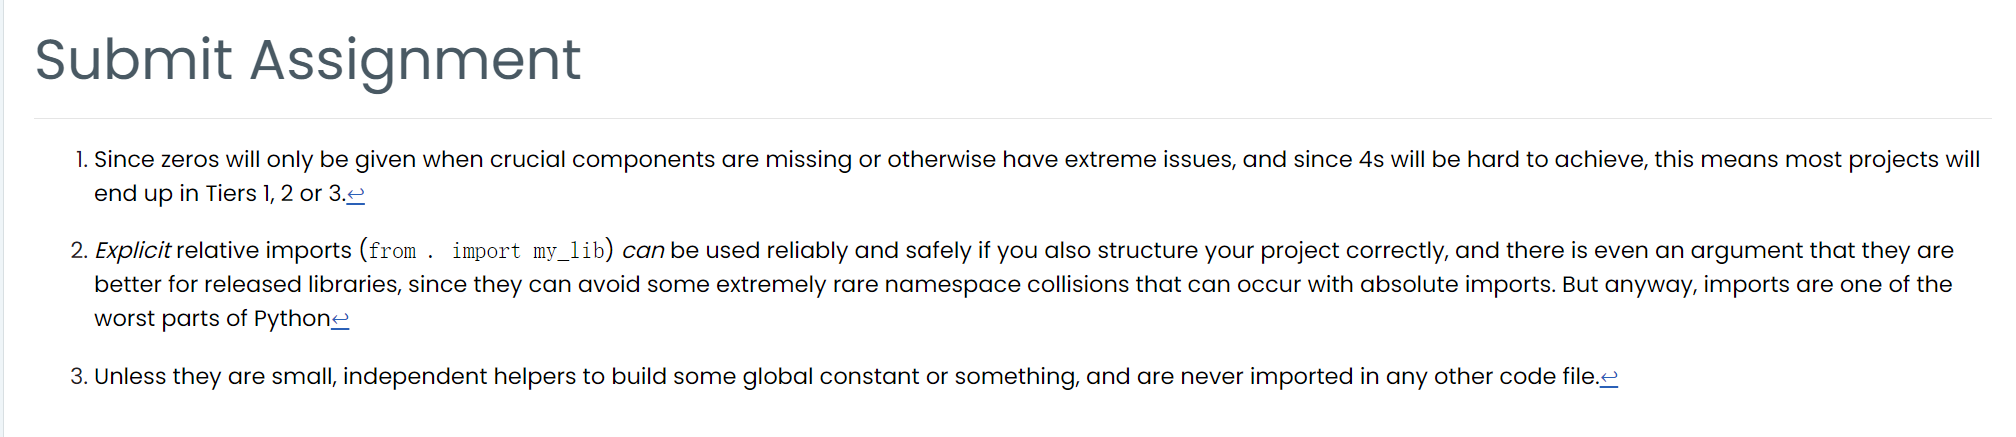 Submit Assignment
1. Since zeros will only be given when crucial components are missing or otherwise have extreme issues, and since 4s will be hard to achieve, this means most projects will
end up in Tiers 1, 2 or 3.↩
2. Explicit relative imports (from . import my_lib) can be used reliably and safely if you also structure your project correctly, and there is even an argument that they are
better for released libraries, since they can avoid some extremely rare namespace collisions that can occur with absolute imports. But anyway, imports are one of the
worst parts of Python↩
3. Unless they are small, independent helpers to build some global constant or something, and are never imported in any other code file.↩